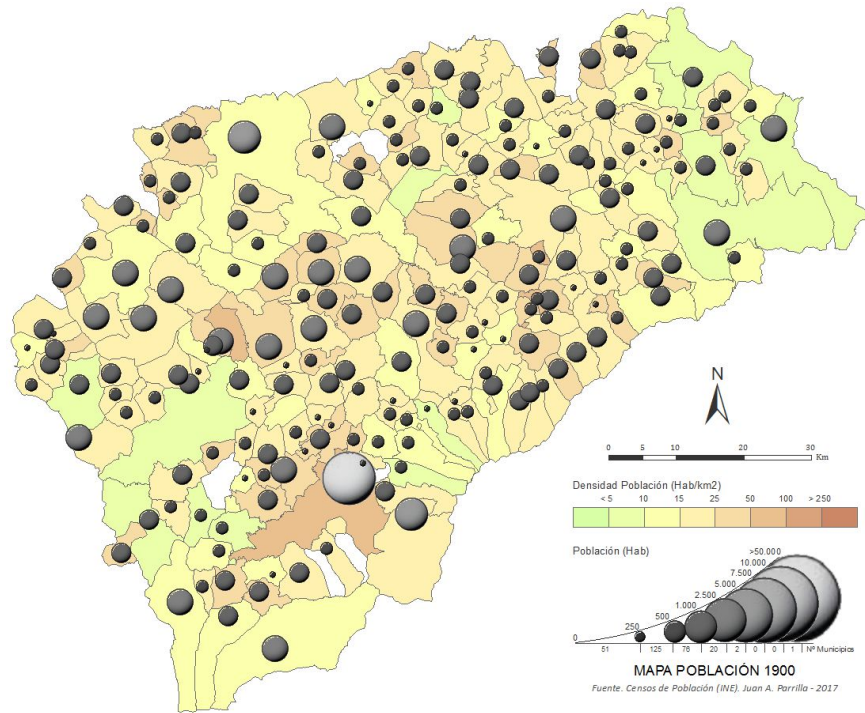 N
0 5 10 20 30
Km
Densidad Población (Hab/km2)
< 5 10 15 25 50 100 > 250
Población (Hab)
>50.000
10.000
7.500
5.000
2.500
1.000
500
250
0
51 125 76 20 2 0 0 1 Nº Municipios
MAPA POBLACIÓN 1900
Fuente. Censos de Población (INE). Juan A. Parrilla - 2017